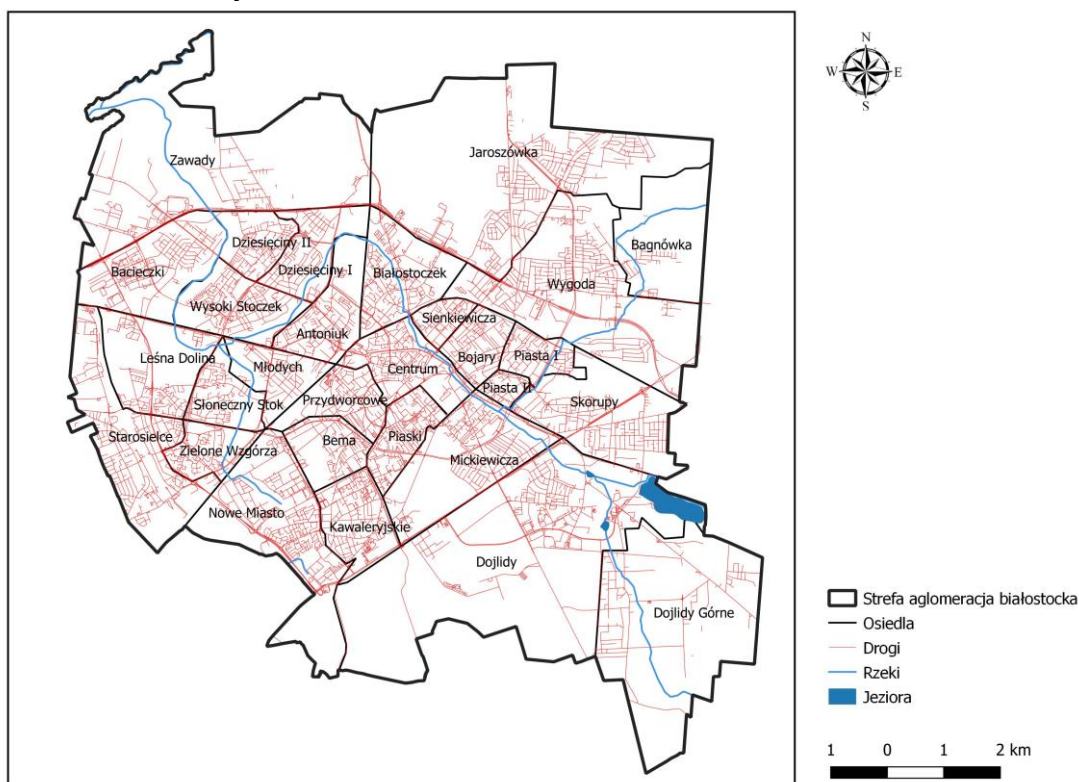 N
W
E
S
Jaroszówka
Zawady
Dziesięciny II
Bagnówka
Bacieczki
Dziesięciny I
Białostoczek
Wygoda
Wysoki Stoczek
Sienkiewicza
Antoniuk
Leśna Dolina
Bojary
Piasta I
Młodych
Centrum
Piasta II
Słoneczny Stok
Przydworcowe
Skorupy
Starosielce
Bema
Piaski
Zielone Wzgórza
Mickiewicza
Nowe Miasto
Kawaleryjskie
Dojlidy
Dojlidy Górne
Strefa aglomeracja białostocka
Osiedla
Drogi
Rzeki
Jeziora
1 0 1 2 km